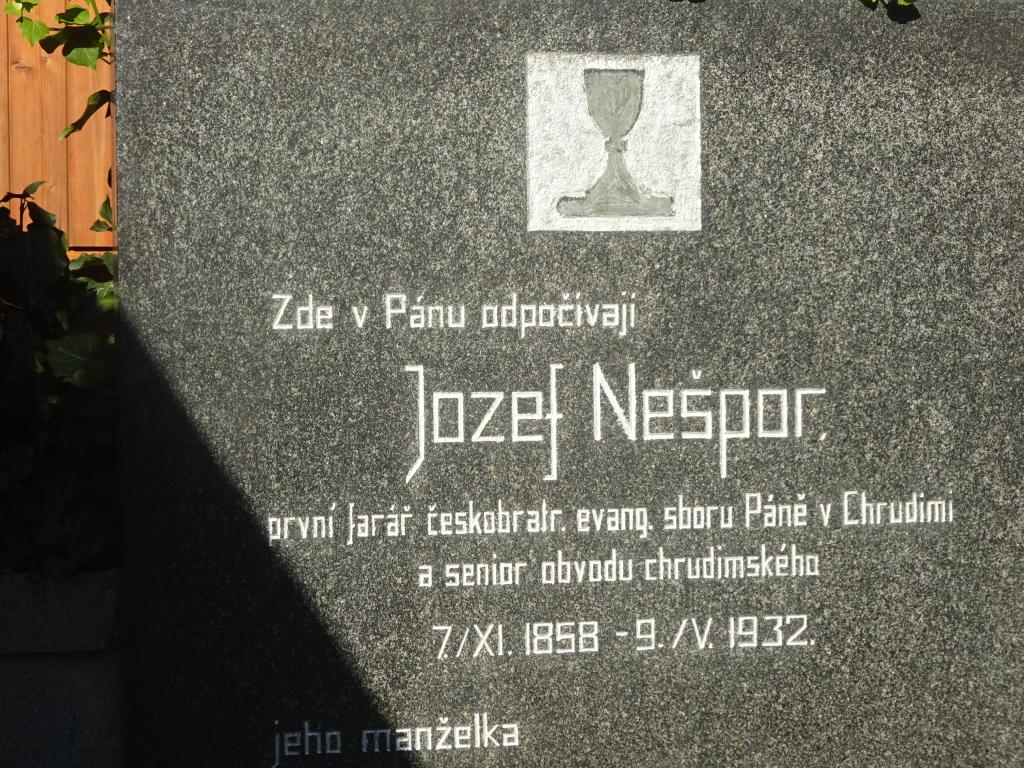 Zde v Pánu odpočívají
Jozef Nešpor,
první farář českobratr. evang. sboru Páně v Chrudimi
a senior obvodu chrudimského
7./XI. 1858 - 9./V. 1932.
jeho manželka